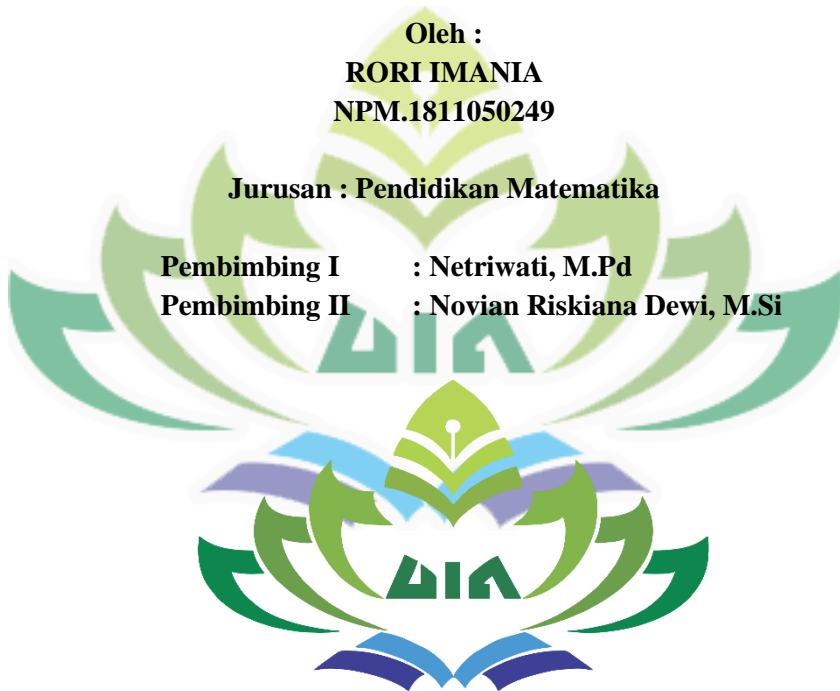 Oleh :
RORI IMANIA
NPM.1811050249
Jurusan : Pendidikan Matematika
Pembimbing I : Netriwati, M.Pd
Pembimbing II : Novian Riskiana Dewi, M.Si